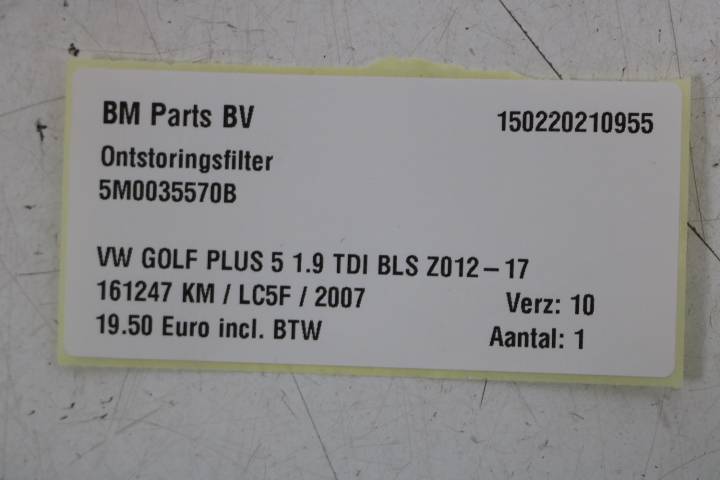 BM Parts BV 150220210955
Ontstoringsfilter
5M0035570B
VW GOLF PLUS 5 1.9 TDI BLS Z012-17
161247 KM / LC5F / 2007 Verz: 10
19.50 Euro incl. BTW Aantal: 1